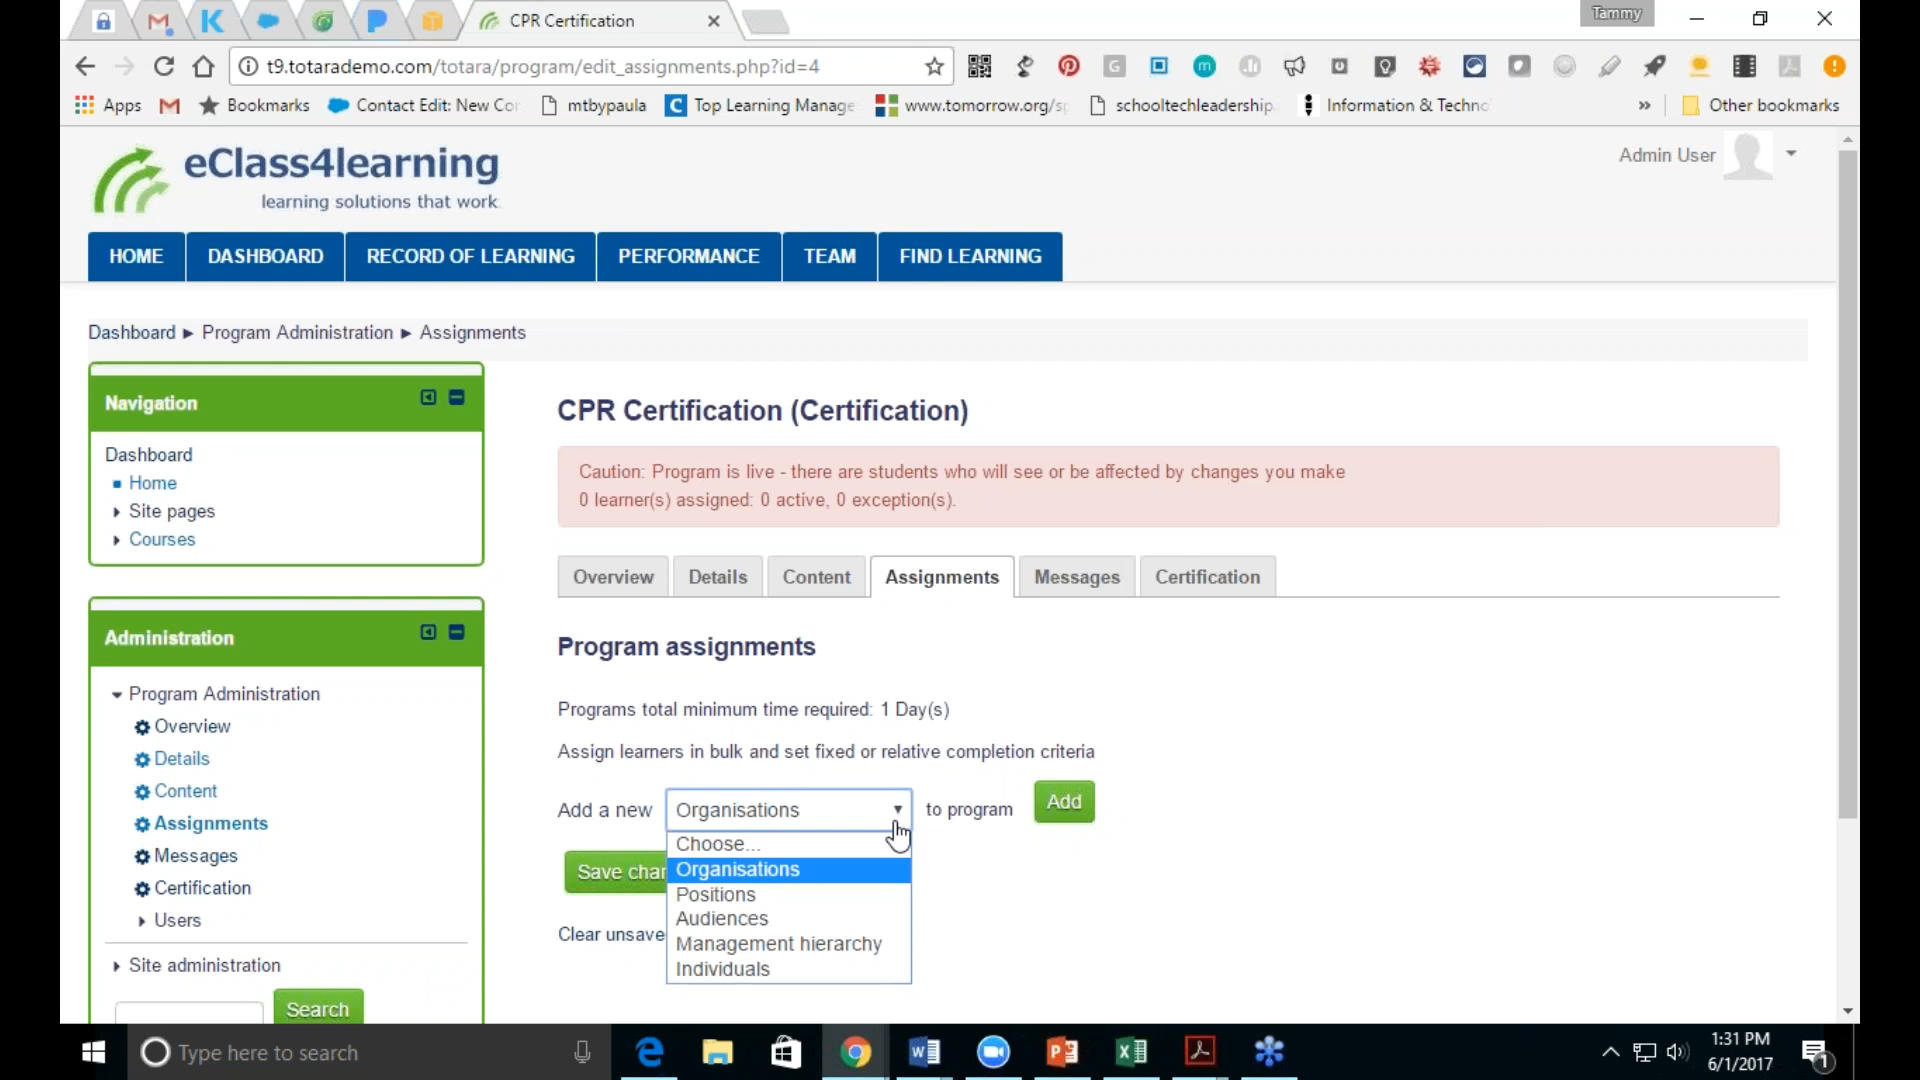 CPR Certification
Tammy
t9.totarademo.com/totara/program/edit_assignments.php?id=4
Apps Bookmarks Contact Edit: New Co mtbypaula Top Learning Manage www.tomorrow.org/s schooltechleadership Information & Techno » Other bookmarks
eClass4learning
learning solutions that work
Admin User
HOME DASHBOARD RECORD OF LEARNING PERFORMANCE TEAM FIND LEARNING
Dashboard ► Program Administration ► Assignments
Navigation
Dashboard
Home
Site pages
Courses
Administration
Program Administration
Overview
Details
Content
Assignments
Messages
Certification
Users
Site administration
Search
CPR Certification (Certification)
Caution: Program is live - there are students who will see or be affected by changes you make
0 learner(s) assigned: 0 active, 0 exception(s).
Overview Details Content Assignments Messages Certification
Program assignments
Programs total minimum time required: 1 Day(s)
Assign learners in bulk and set fixed or relative completion criteria
Add a new Organisations to program Add
Choose...
Organisations
Positions
Audiences
Management hierarchy
Individuals
Save chan
Clear unsave
Type here to search
1:31 PM
6/1/2017
1